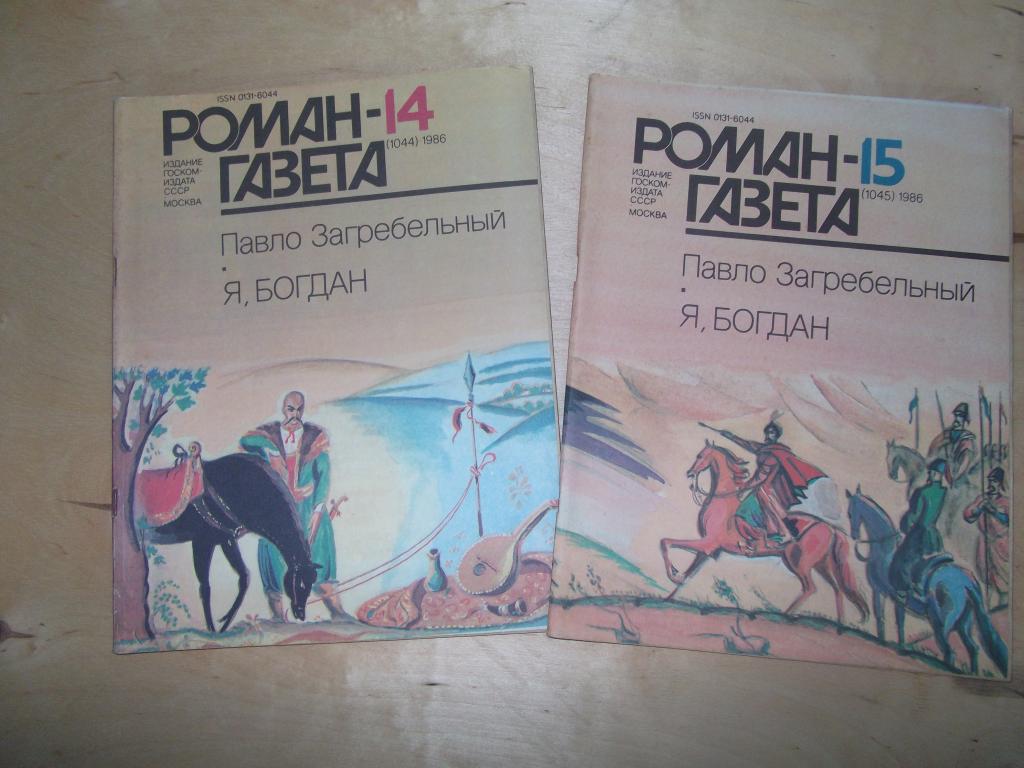 ISSN 0131-6044
РОМАН-14
ГАЗЕТА
(1044) 1986
ИЗДАНИЕ
ГОСКОМ-
ИЗДАТА
СССР
МОСКВА
Павло Загребельный
Я, БОГДАН
ISSN 0131-6044
РОМАН-15
ГАЗЕТА
(1045) 1986
ИЗДАНИЕ
ГОСКОМ-
ИЗДАТА
СССР
МОСКВА
Павло Загребельный
Я, БОГДАН